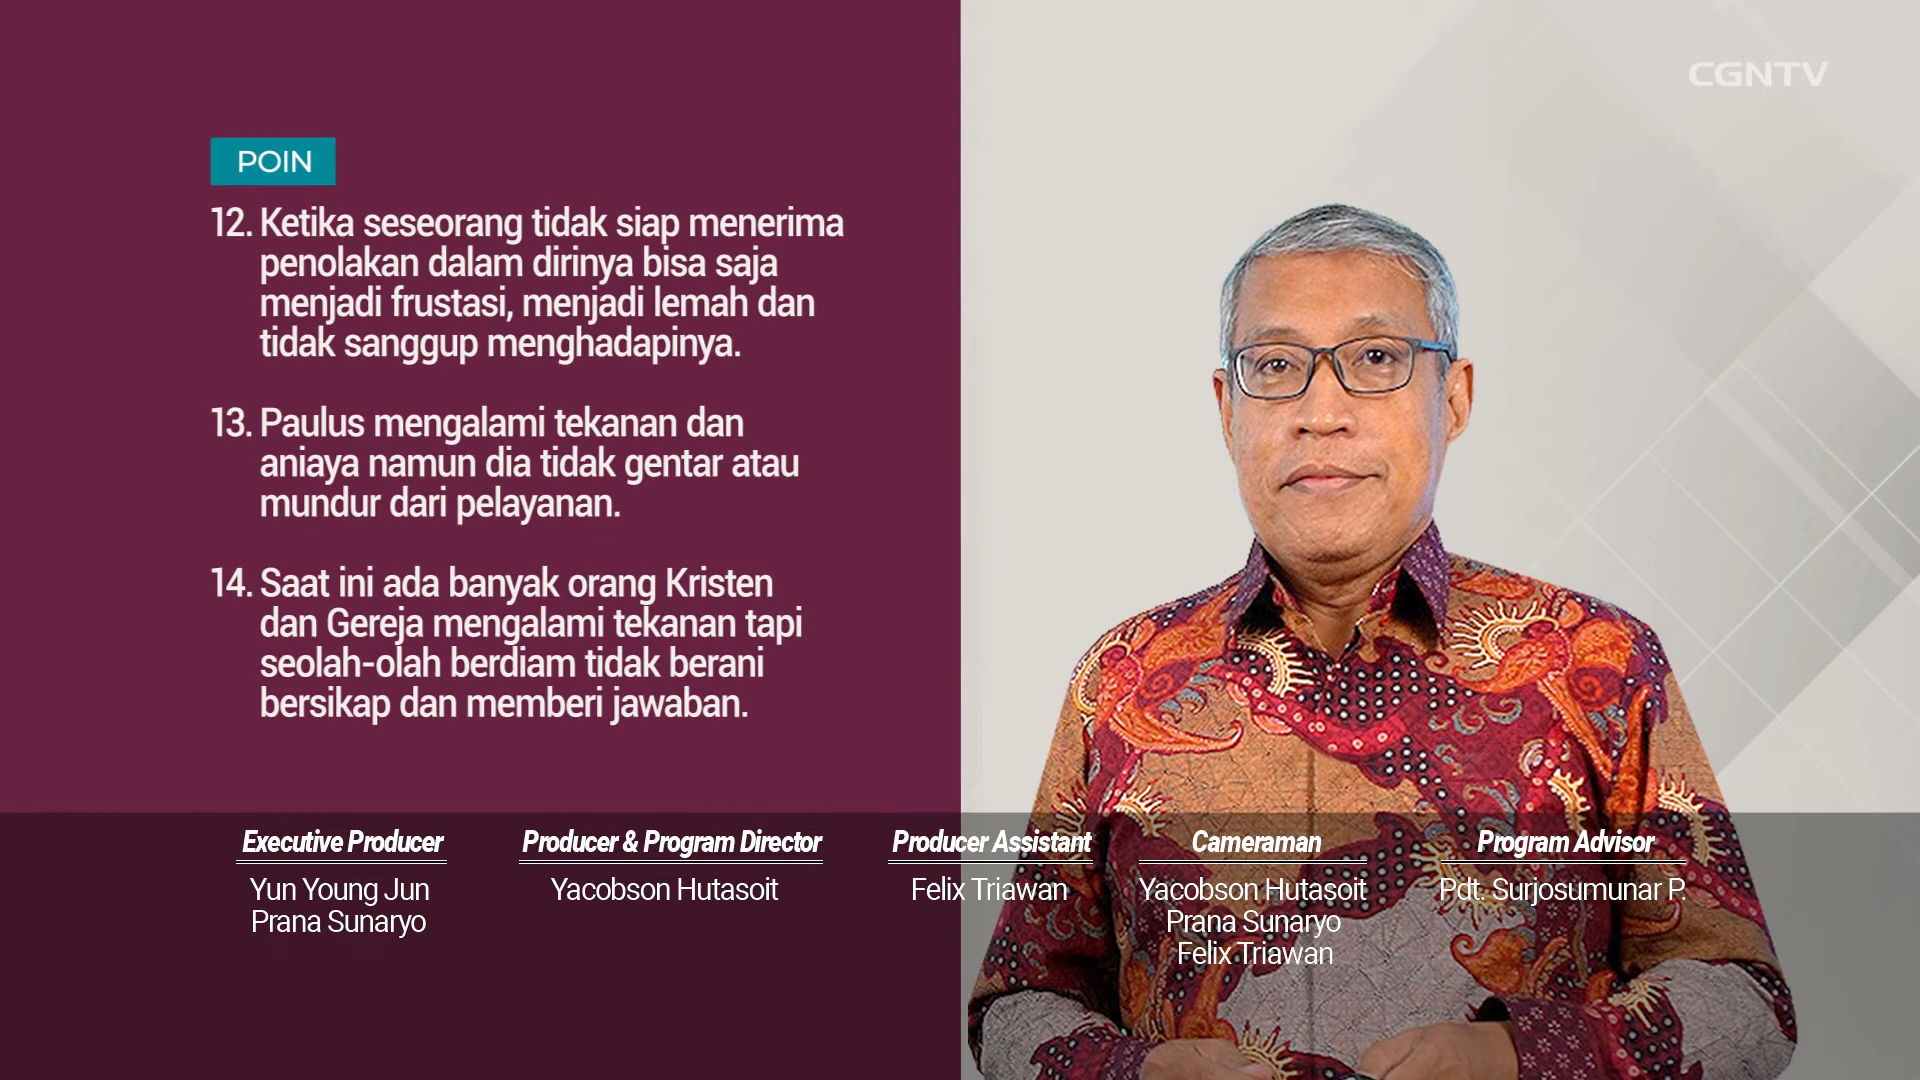 CGNTV
POIN
12. Ketika seseorang tidak siap menerima
penolakan dalam dirinya bisa saja
menjadi frustasi, menjadi lemah dan
tidak sanggup menghadapinya.
13. Paulus mengalami tekanan dan
aniaya namun dia tidak gentar atau
mundur dari pelayanan.
14. Saat ini ada banyak orang Kristen
dan Gereja mengalami tekanan tapi
seolah-olah berdiam tidak berani
bersikap dan memberi jawaban.
Executive Producer
Yun Young Jun
Prana Sunaryo
Producer & Program Director
Yacobson Hutasoit
Producer Assistant
Felix Triawan
Cameraman
Yacobson Hutasoit
Prana Sunaryo
Felix Triawan
Program Advisor
Pdt. Surjosumunar P.